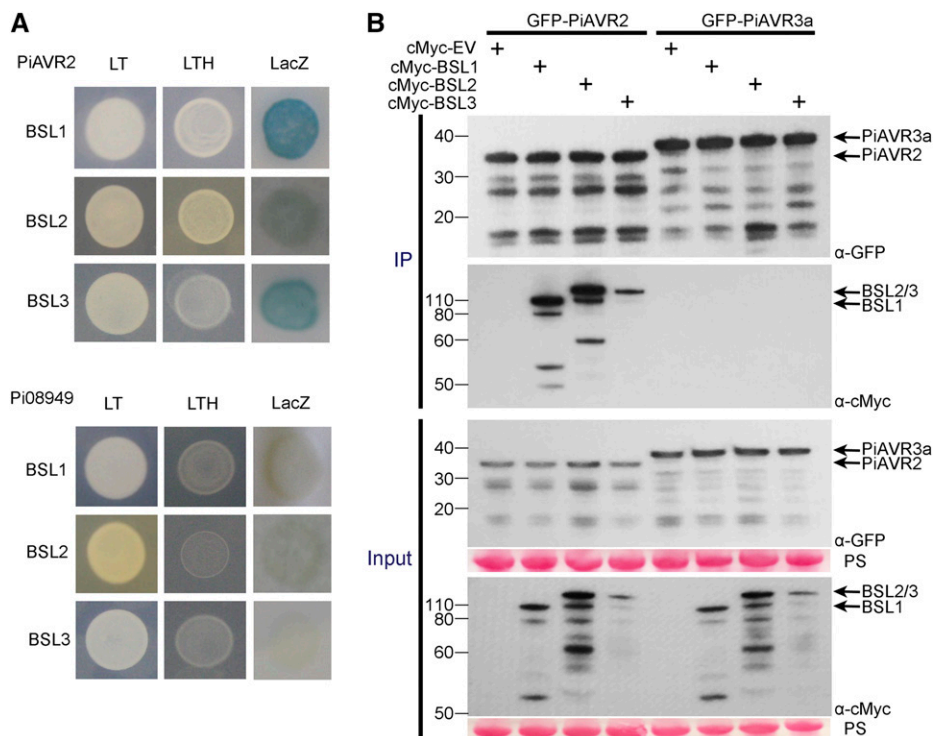 A
PiAVR2 LT LTH LacZ
BSL1
BSL2
BSL3
Pi08949 LT LTH LacZ
BSL1
BSL2
BSL3
B
GFP-PiAVR2 GFP-PiAVR3a
cMyc-EV + +
cMyc-BSL1 + +
cMyc-BSL2 + +
cMyc-BSL3 + +
IP
40
30
20
PiAVR3a
PiAVR2
α-GFP
110
80
60
50
BSL2/3
BSL1
α-cMyc
Input
40
30
20
PiAVR3a
PiAVR2
α-GFP
PS
110
80
60
50
BSL2/3
BSL1
α-cMyc
PS